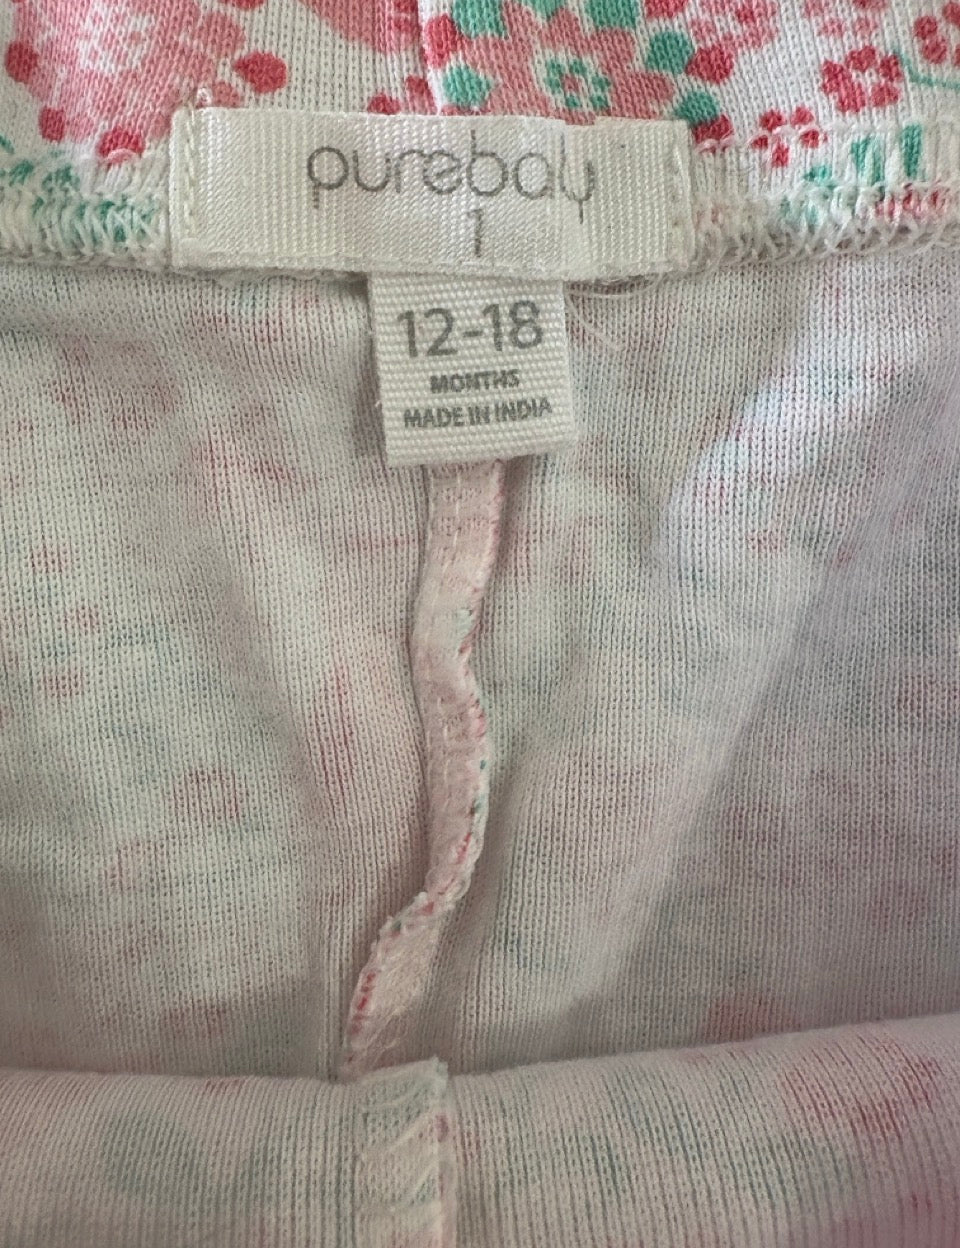 purebaby
1
12-18
MONTHS
MADE IN INDIA